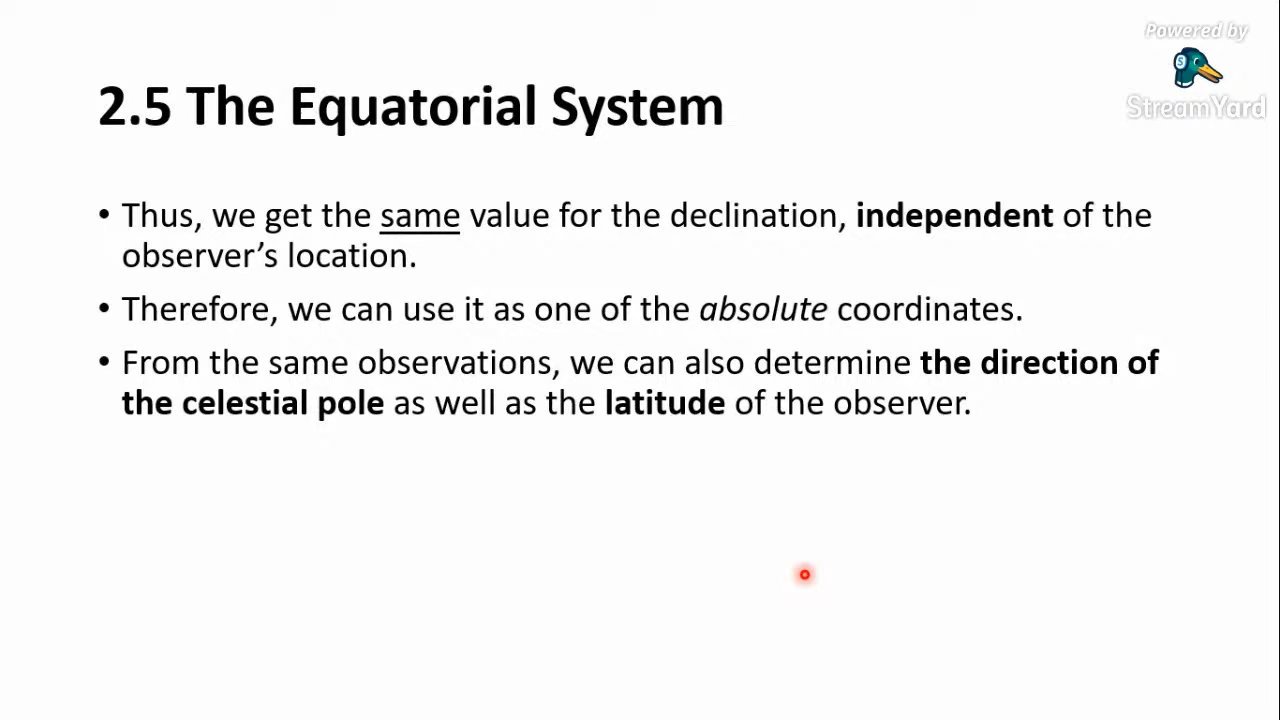 Powered by
S
StreamYard
2.5 The Equatorial System
• Thus, we get the same value for the declination, independent of the
observer’s location.
• Therefore, we can use it as one of the absolute coordinates.
• From the same observations, we can also determine the direction of
the celestial pole as well as the latitude of the observer.